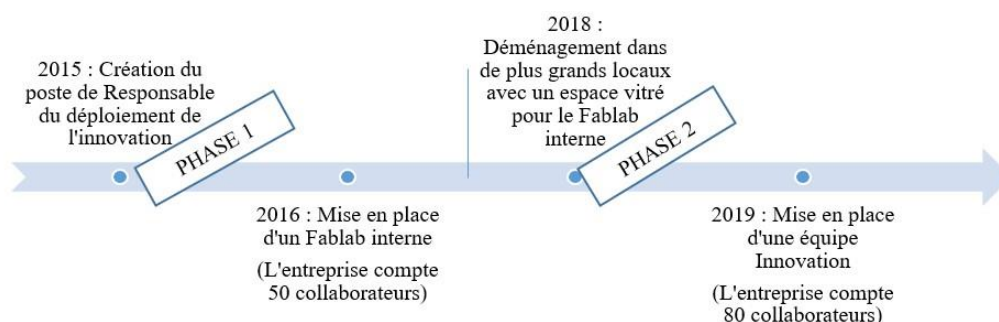 2015 : Création du
poste de Responsable
du déploiement de
l'innovation
PHASE 1
2016 : Mise en place
d'un Fablab interne
(L'entreprise compte
50 collaborateurs)
2018 :
Déménagement dans
de plus grands locaux
avec un espace vitré
pour le Fablab
interne
PHASE 2
2019 : Mise en place
d'une équipe
Innovation
(L'entreprise compte
80 collaborateurs)